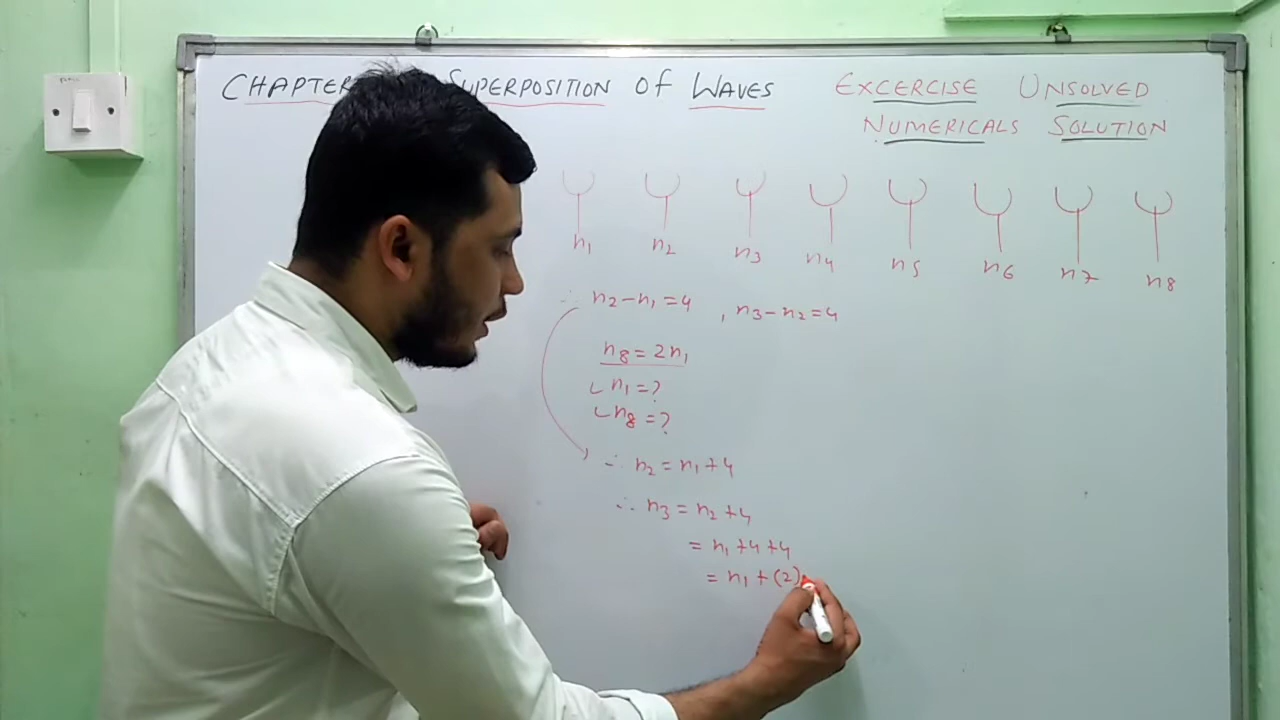 CHAPTER SUPERPOSITION OF WAVES EXCERCISE UNSOLVED
NUMERICALS SOLUTION
n1 n2 n3 n4 n5 n6 n7 n8
∴ n2-n1=4 , n3-n2=4
n8=2n1
n1=?
n8=?
∴ n2=n1+4
∴ n3=n2+4
=n1+4+4
=n1+(2)